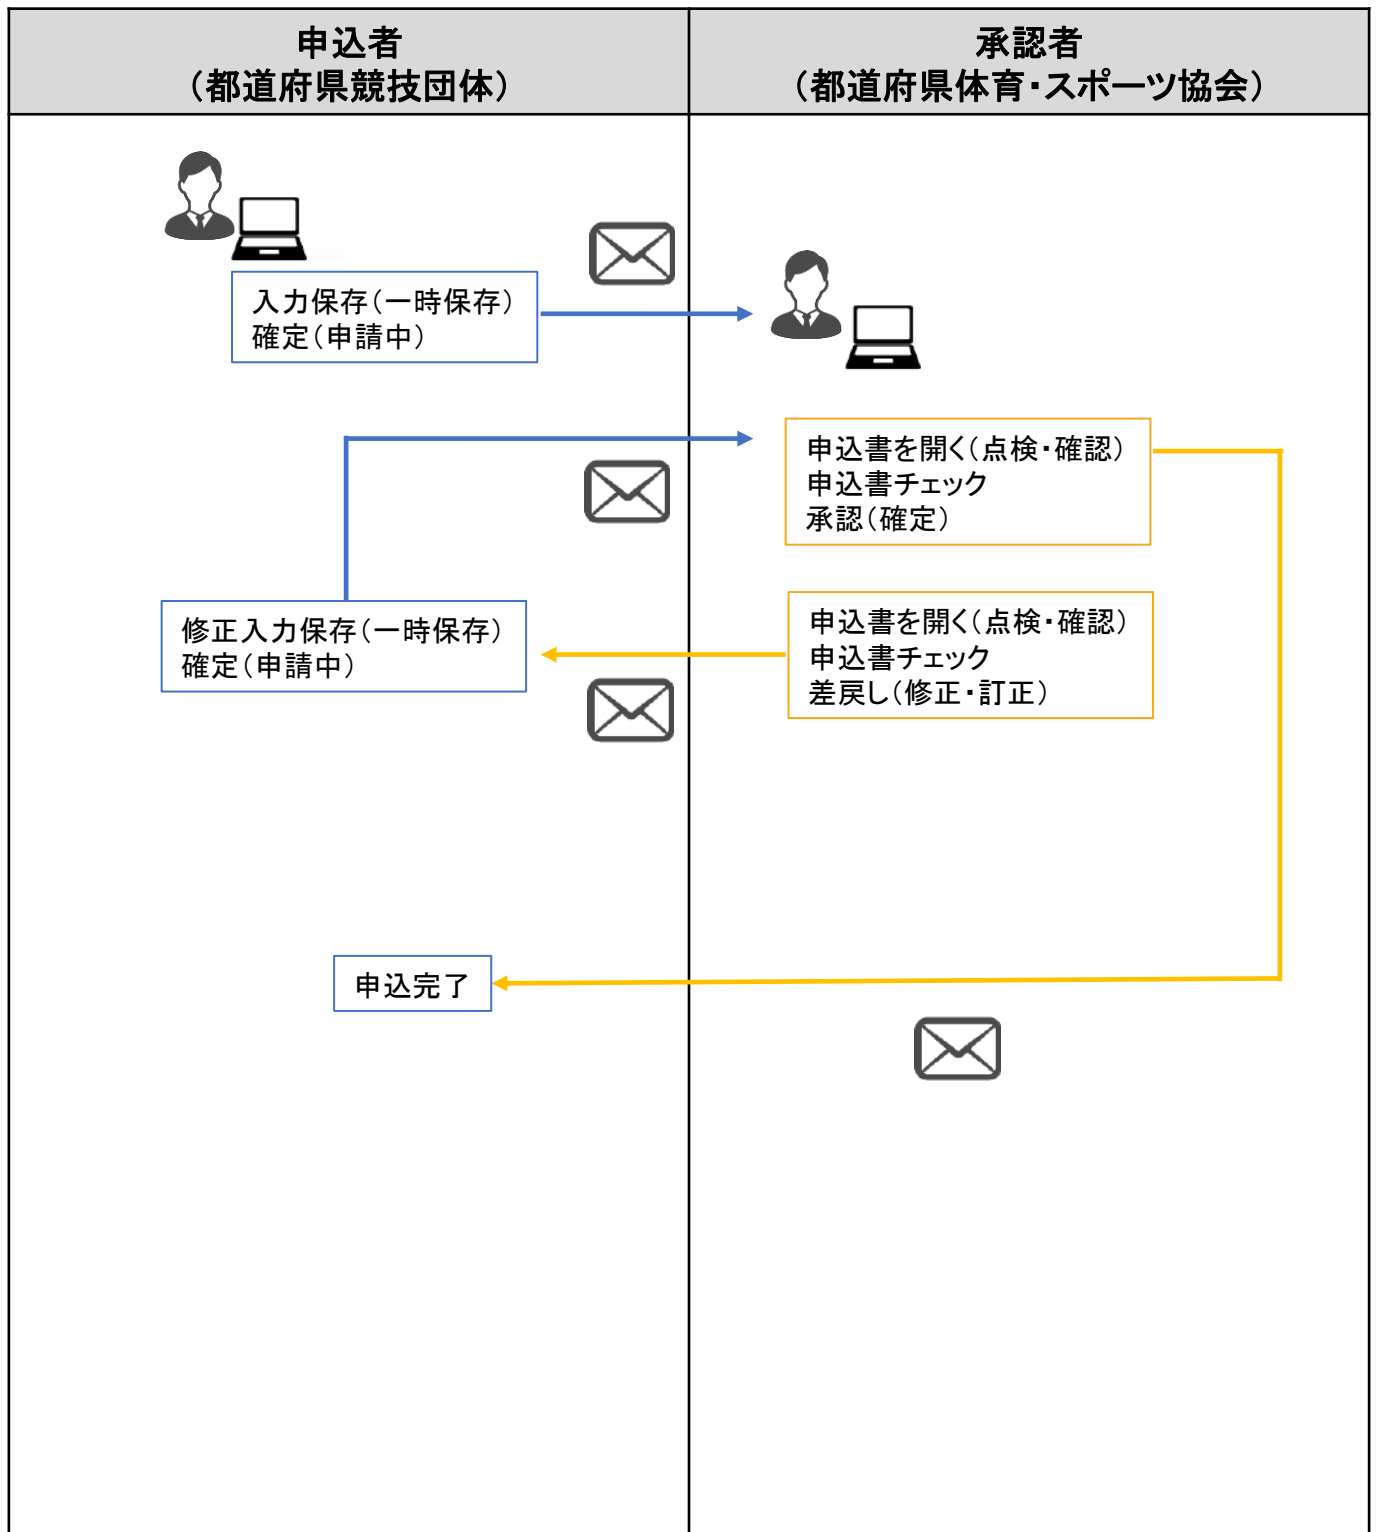 申込者
（都道府県競技団体）
承認者
（都道府県体育・スポーツ協会）
入力保存（一時保存）
確定（申請中）
申込書を開く（点検・確認）
申込書チェック
承認（確定）
修正入力保存（一時保存）
確定（申請中）
申込書を開く（点検・確認）
申込書チェック
差戻し（修正・訂正）
申込完了